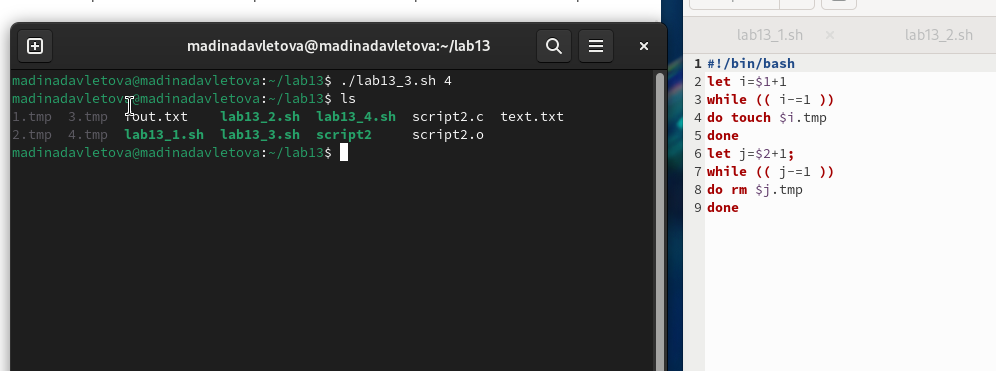 madinadavletova@madinadavletova:~/lab13
madinadavletova@madinadavletova:~/lab13$ ./lab13_3.sh 4
madinadavletova@madinadavletova:~/lab13$ ls
1.tmp 3.tmp out.txt lab13_2.sh lab13_4.sh script2.c text.txt
2.tmp 4.tmp lab13_1.sh lab13_3.sh script2 script2.o
madinadavletova@madinadavletova:~/lab13$
lab13_1.sh × lab13_2.sh
1 #!/bin/bash
2 let i=$1+1
3 while (( i-=1 ))
4 do touch $i.tmp
5 done
6 let j=$2+1;
7 while (( j-=1 ))
8 do rm $j.tmp
9 done